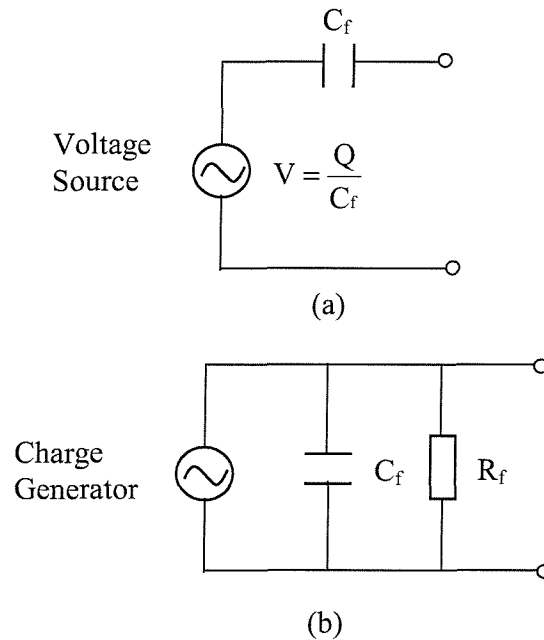 C_f
Voltage
Source
V = Q / C_f
(a)
Charge
Generator
C_f
R_f
(b)